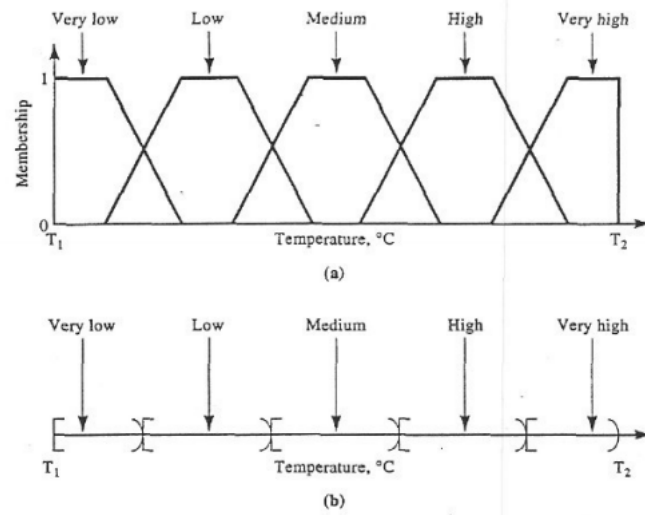 Very low Low Medium High Very high
1
Membership
0
T₁ Temperature, °C T₂
(a)
Very low Low Medium High Very high
T₁ Temperature, °C T₂
(b)